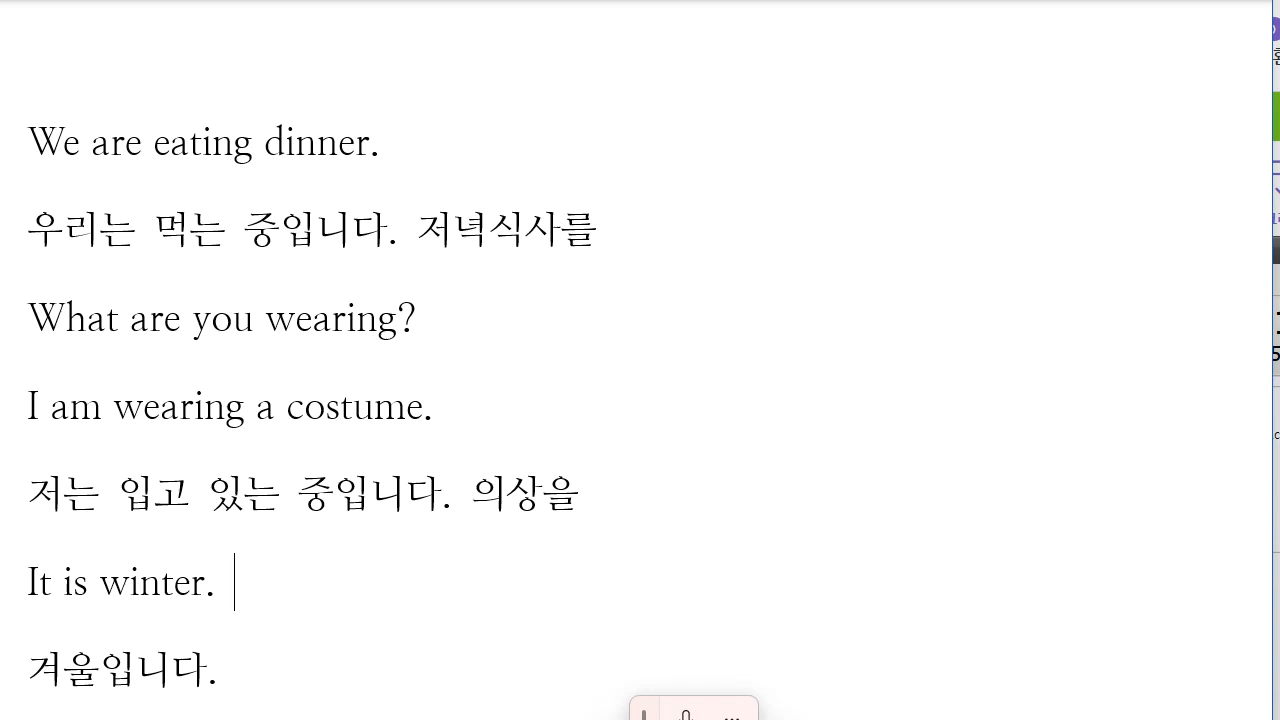 We are eating dinner.
우리는 먹는 중입니다. 저녁식사를
What are you wearing?
I am wearing a costume.
저는 입고 있는 중입니다. 의상을
It is winter.
겨울입니다.